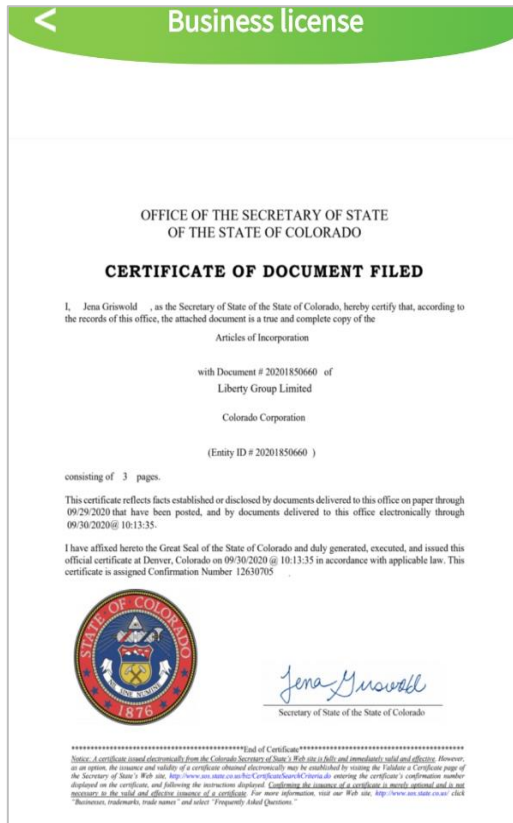 <
Business license
OFFICE OF THE SECRETARY OF STATE
OF THE STATE OF COLORADO
CERTIFICATE OF DOCUMENT FILED
I, Jena Griswold , as the Secretary of State of the State of Colorado, hereby certify that, according to
the records of this office, the attached document is a true and complete copy of the
Articles of Incorporation
with Document # 20201850660 of
Liberty Group Limited
Colorado Corporation
(Entity ID # 20201850660 )
consisting of 3 pages.
This certificate reflects facts established or disclosed by documents delivered to this office on paper through
09/29/2020 that have been posted, and by documents delivered to this office electronically through
09/30/2020@ 10:13:35.
I have affixed hereto the Great Seal of the State of Colorado and duly generated, executed, and issued this
official certificate at Denver, Colorado on 09/30/2020 @ 10:13:35 in accordance with applicable law. This
certificate is assigned Confirmation Number 12630705 .
STATE OF COLORADO
NIL SINE NUMINE
1876
Jena Griswold
Secretary of State of the State of Colorado
*********************************************End of Certificate*******************************************
Notice: A certificate issued electronically from the Colorado Secretary of State's Web site is fully and immediately valid and effective. However,
as an option, the issuance and validity of a certificate obtained electronically may be established by visiting the Validate a Certificate page of
the Secretary of State's Web site, http://www.sos.state.co.us/biz/CertificateSearchCriteria.do entering the certificate's confirmation number
displayed on the certificate, and following the instructions displayed. Confirming the issuance of a certificate is merely optional and is not
necessary to the valid and effective issuance of a certificate. For more information, visit our Web site, http://www.sos.state.co.us/ click
"Businesses, trademarks, trade names" and select "Frequently Asked Questions."